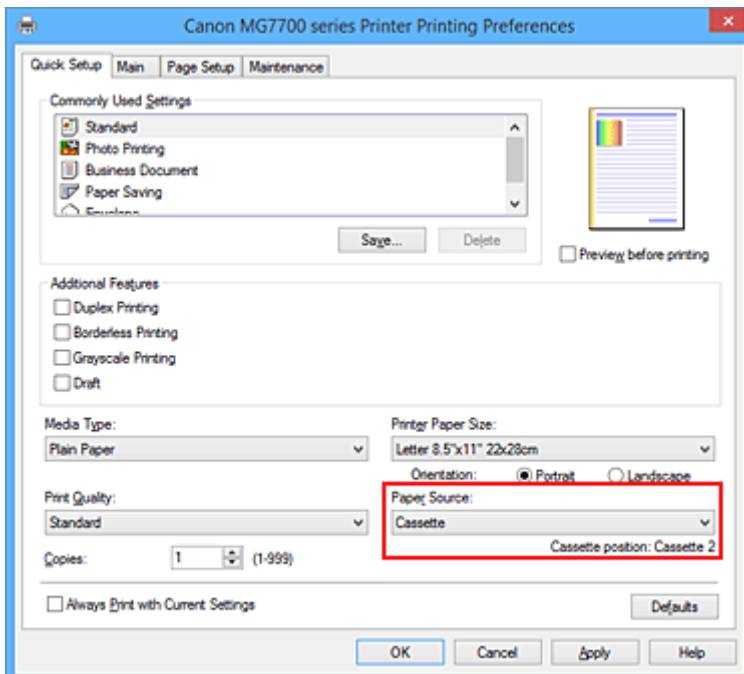 Canon MG7700 series Printer Printing Preferences
Quick Setup Main Page Setup Maintenance
Commonly Used Settings
Standard
Photo Printing
Business Document
Paper Saving
Envelope
Save... Delete
Preview before printing
Additional Features
Duplex Printing
Borderless Printing
Grayscale Printing
Draft
Media Type: Printer Paper Size:
Plain Paper Letter 8.5"x11" 22x28cm
Orientation: Portrait Landscape
Print Quality: Paper Source:
Standard Cassette
Cassette position: Cassette 2
Copies: 1 (1-999)
Always Print with Current Settings Defaults
OK Cancel Apply Help